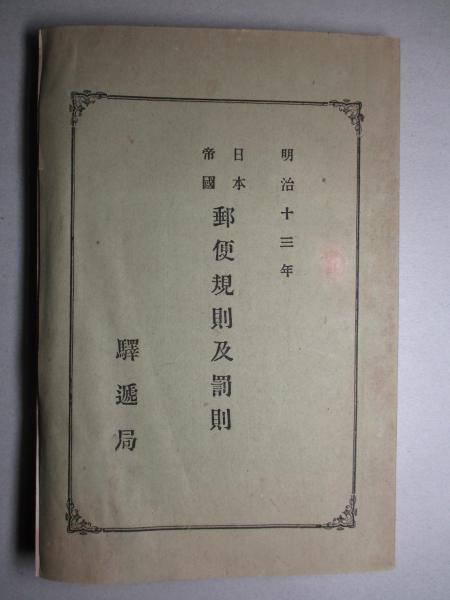 明治十三年
日本
帝國
郵便規則及罰則
驛遞局